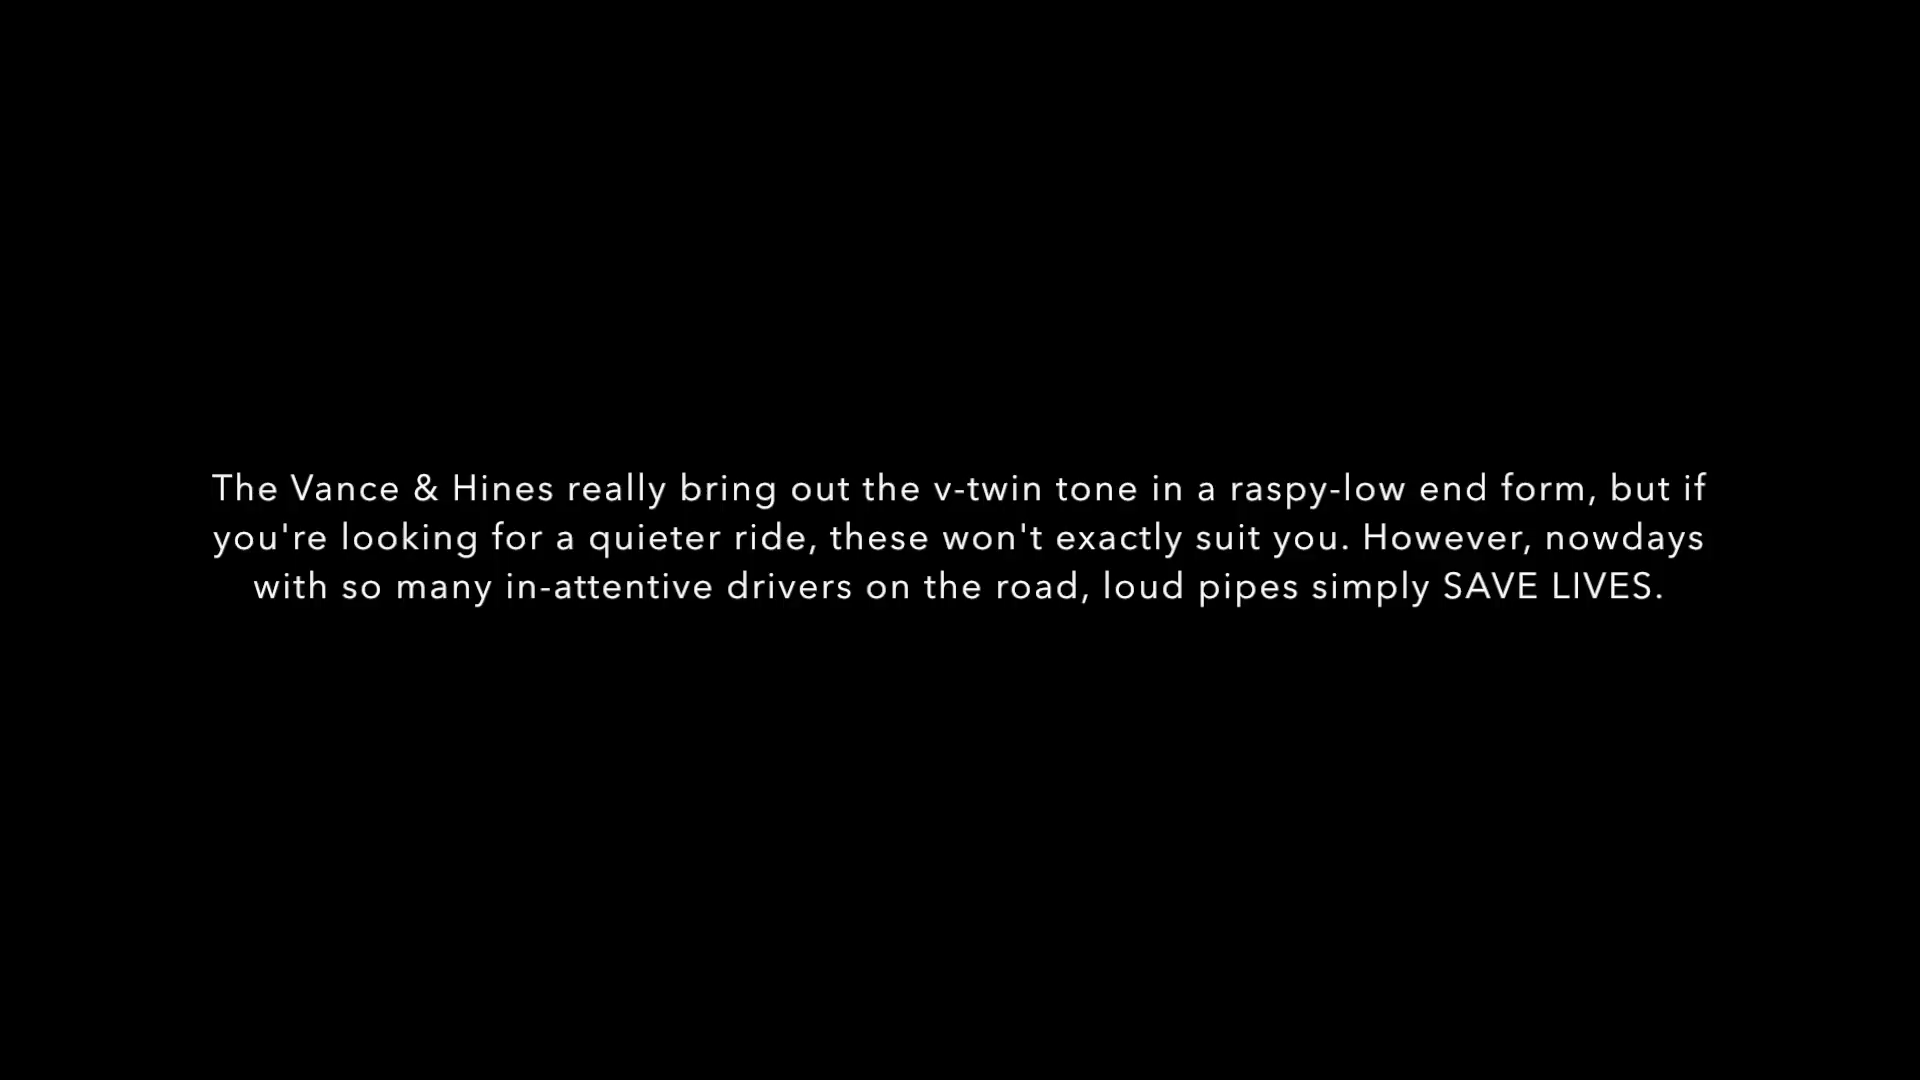 The Vance & Hines really bring out the v-twin tone in a raspy-low end form, but if
you're looking for a quieter ride, these won't exactly suit you. However, nowdays
with so many in-attentive drivers on the road, loud pipes simply SAVE LIVES.